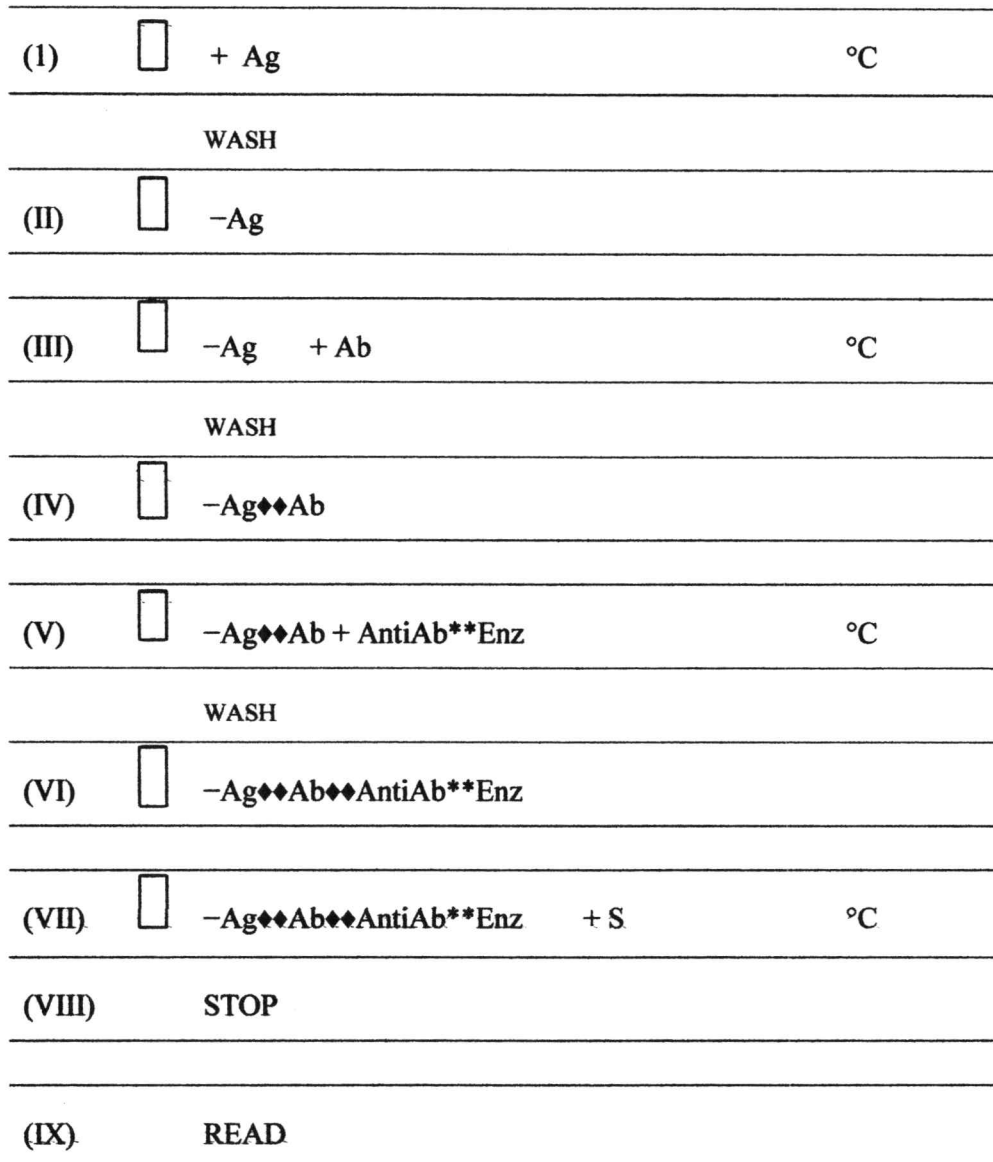 (1) + Ag °C
WASH
(II) −Ag
(III) −Ag + Ab °C
WASH
(IV) −Ag♦♦Ab
(V) −Ag♦♦Ab + AntiAb**Enz °C
WASH
(VI) −Ag♦♦Ab♦♦AntiAb**Enz
(VII) −Ag♦♦Ab♦♦AntiAb**Enz + S °C
(VIII) STOP
(IX) READ